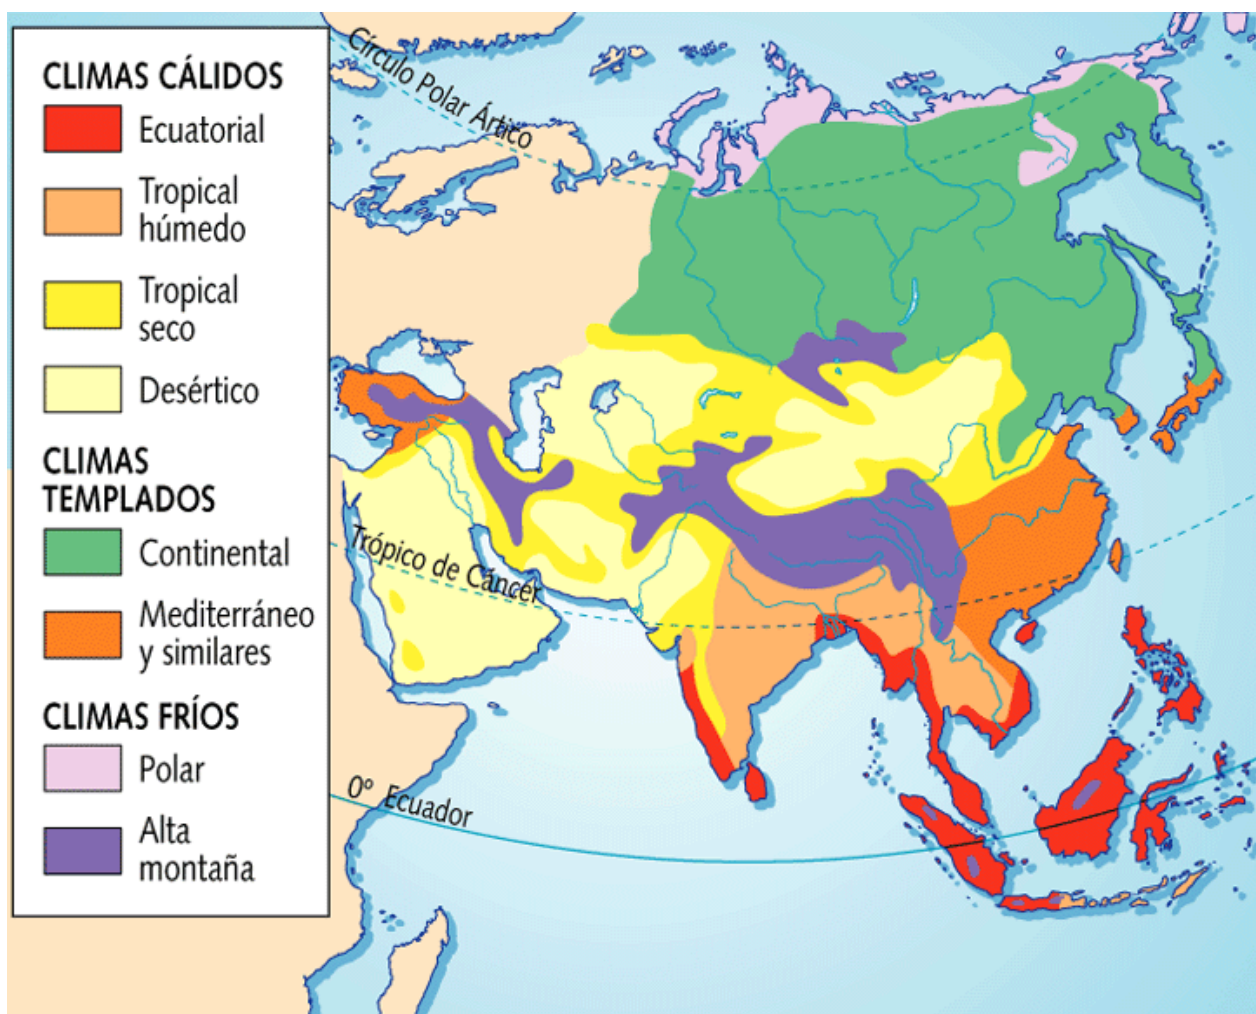 CLIMAS CÁLIDOS
Ecuatorial
Tropical
húmedo
Tropical
seco
Desértico
CLIMAS
TEMPLADOS
Continental
Mediterráneo
y similares
CLIMAS FRÍOS
Polar
Alta
montaña
Círculo Polar Ártico
Trópico de Cáncer
0º Ecuador